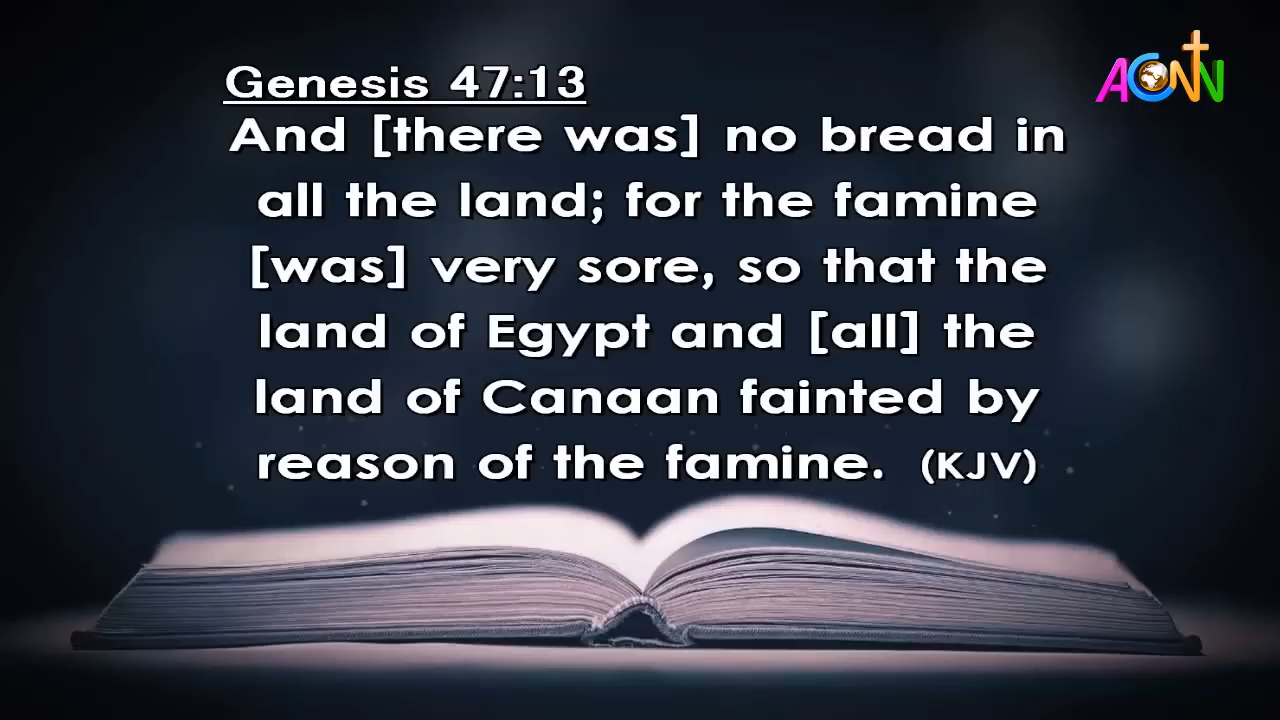 Genesis 47:13
And [there was] no bread in
all the land; for the famine
[was] very sore, so that the
land of Egypt and [all] the
land of Canaan fainted by
reason of the famine. (KJV)
ACNN